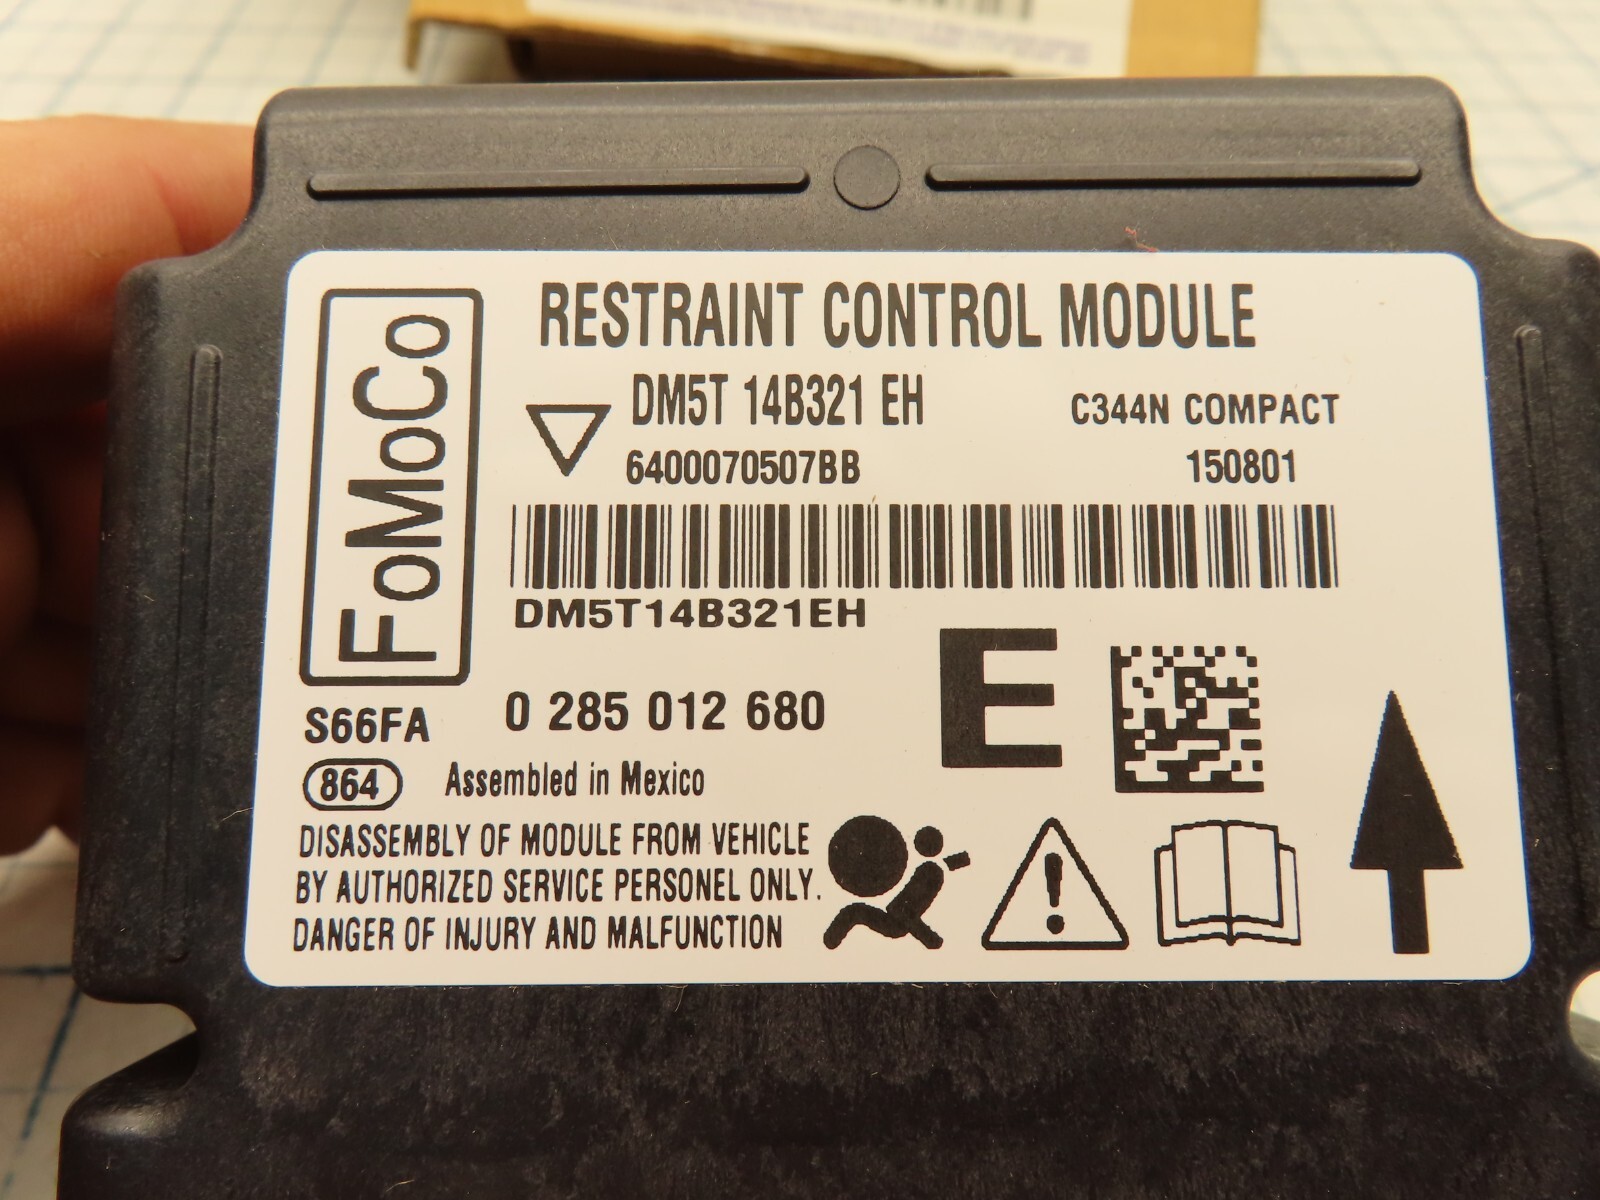 RESTRAINT CONTROL MODULE
FoMoCo
DM5T 14B321 EH
C344N COMPACT
6400070507BB
150801
DM5T14B321EH
E
S66FA
0 285 012 680
864
Assembled in Mexico
DISASSEMBLY OF MODULE FROM VEHICLE
BY AUTHORIZED SERVICE PERSONEL ONLY.
DANGER OF INJURY AND MALFUNCTION